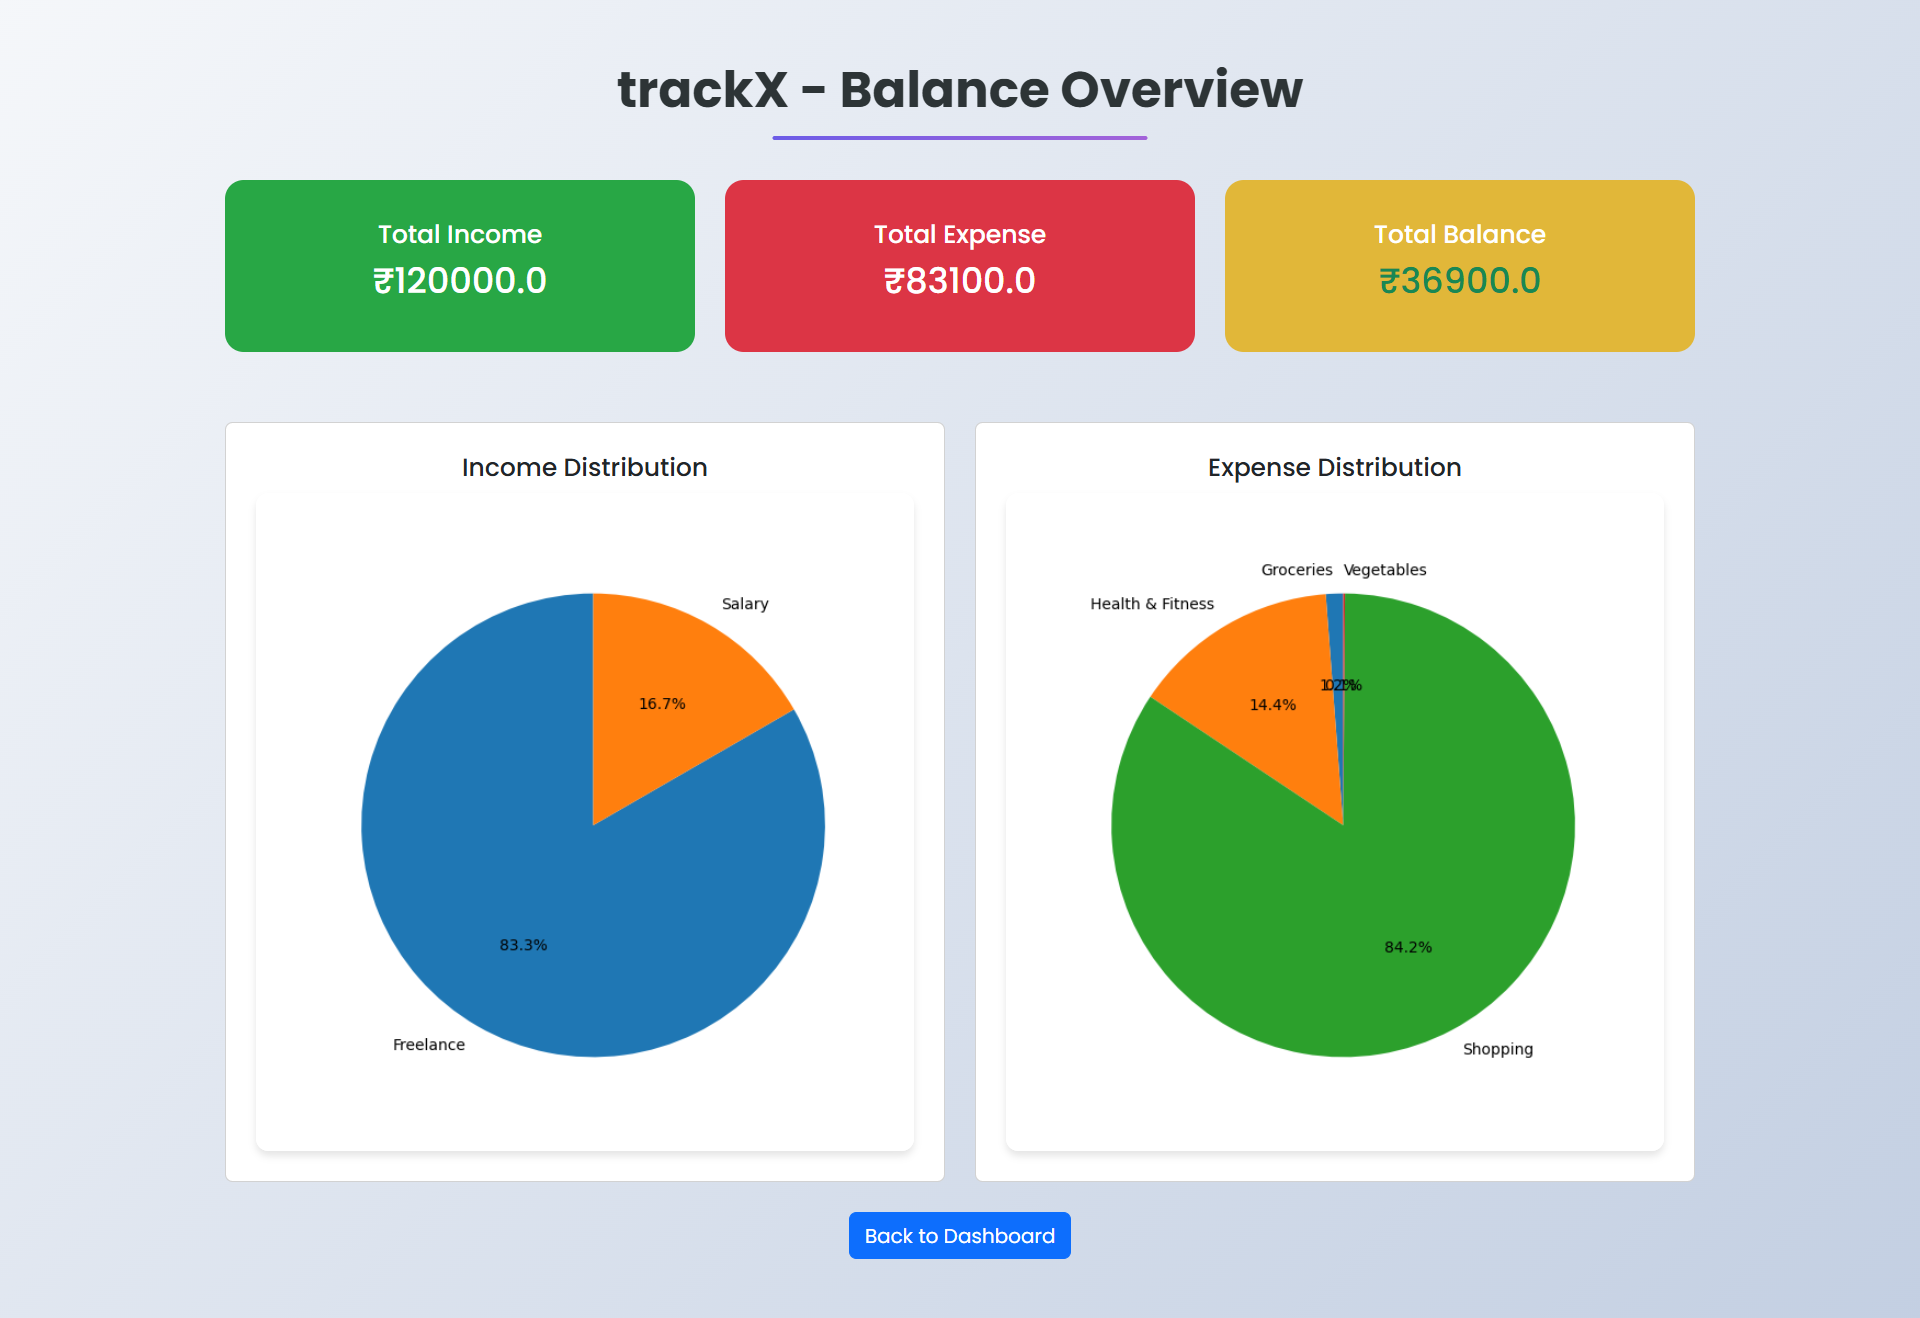 trackX - Balance Overview
Total Income
₹120000.0
Total Expense
₹83100.0
Total Balance
₹36900.0
Income Distribution
Salary
16.7%
83.3%
Freelance
Expense Distribution
Groceries
Vegetables
Health & Fitness
14.4%
84.2%
Shopping
Back to Dashboard